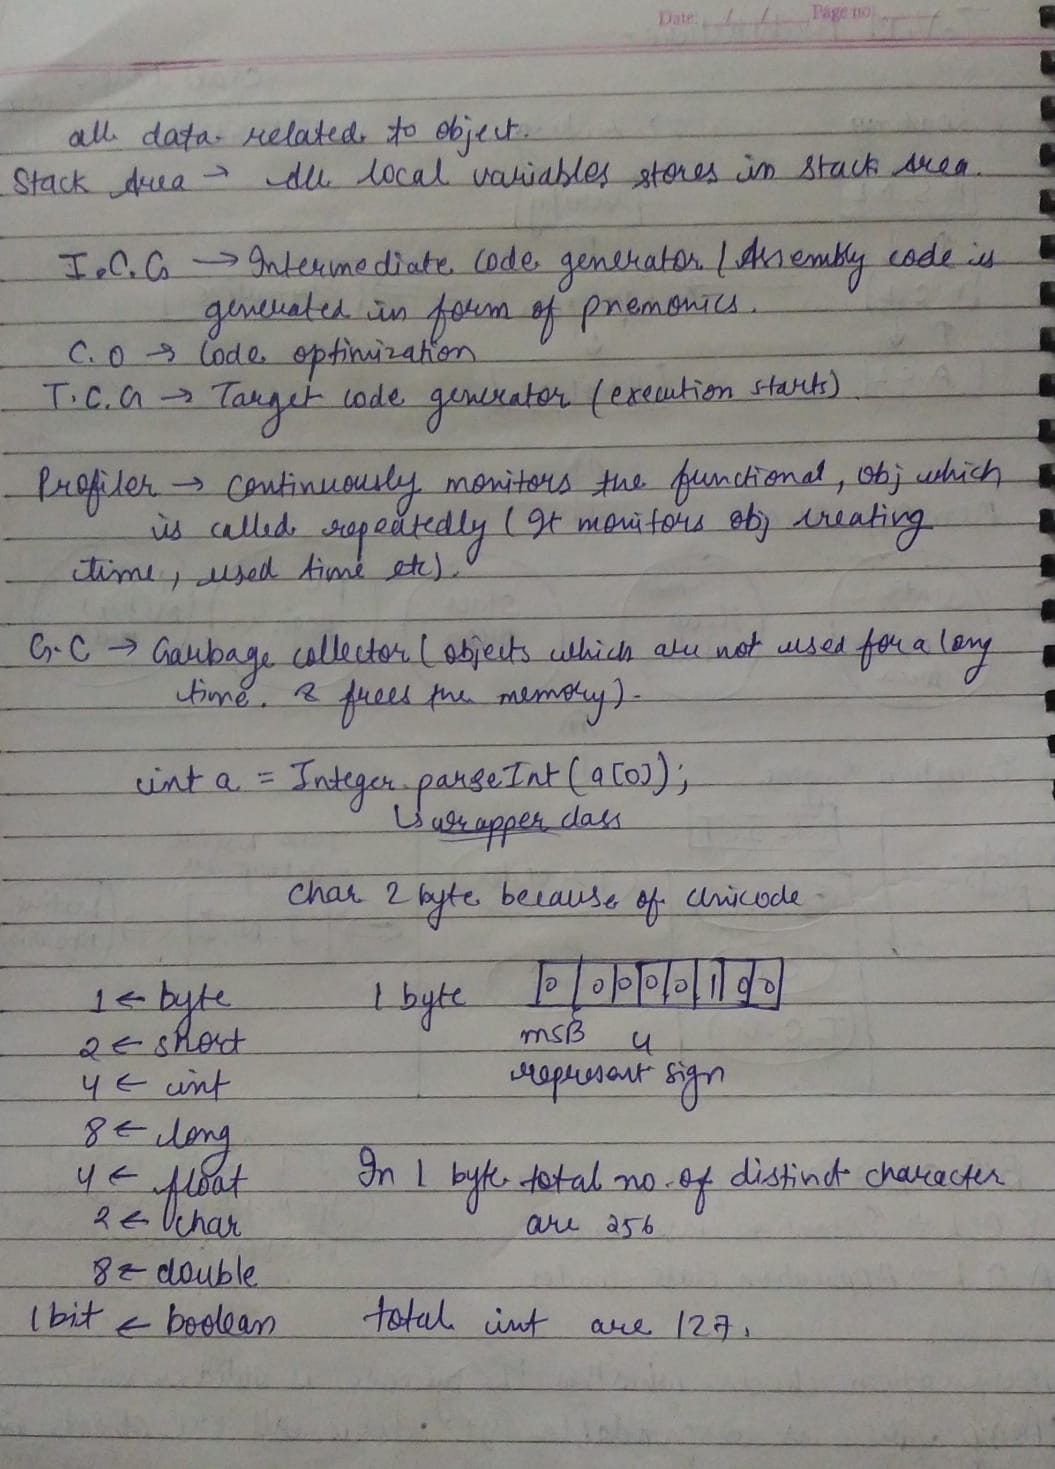 Date: / / Page no:
all data related to object.
Stack Area → All local variables stores in stack area.
I.C.G → Intermediate code generator / Assembly code is
generated in form of pnemonics.
C.O → Code optimization
T.C.G → Target code generator (execution starts)
Profiler → Continuously monitors the functional, obj which
is called repeatedly (It monitors obj creating
time, used time etc).
G.C → Garbage collector (objects which are not used for a long
time. & frees the memory).
int a = Integer.parseInt(a[0]);
↳ wrapper class
Char 2 byte because of Unicode
1 ← byte 1 byte 0 0 0 0 0 1 0 0
2 ← short MSB 4
4 ← int represent sign
8 ← long
4 ← float In 1 byte total no. of distinct character
2 ← char are 256
8 ← double
1 bit ← boolean total int are 127.